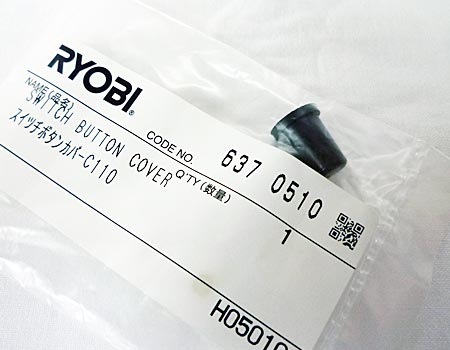 RYOBI®
NAME(品名)
SWITCH BUTTON COVER
スイッチボタンカバーC110
CODE NO. 637 0510
Q'TY(数量) 1